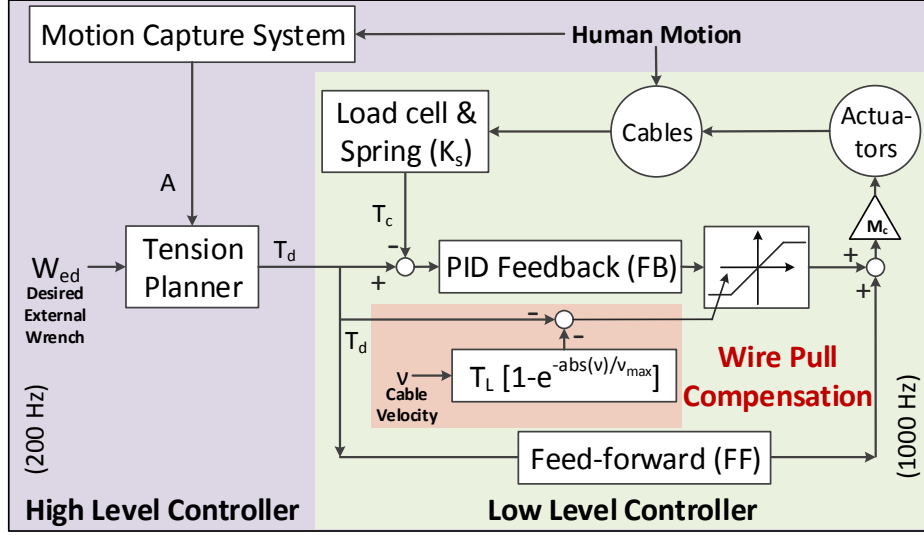 Motion Capture System
Human Motion
Load cell &
Spring (Ks)
Cables
Actua-
tors
A
Tc
Mc
Wed
Desired
External
Wrench
Tension
Planner
Td
-
+
PID Feedback (FB)
+
+
Td
-
-
ν
Cable
Velocity
TL [1-e-abs(ν)/νmax]
Wire Pull
Compensation
Feed-forward (FF)
(200 Hz)
(1000 Hz)
High Level Controller
Low Level Controller